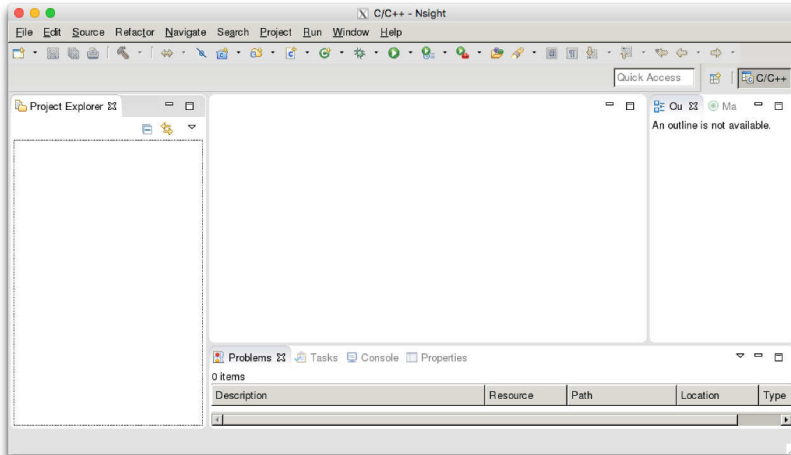 C/C++ - Nsight
File Edit Source Refactor Navigate Search Project Run Window Help
Quick Access C/C++
Project Explorer Ou Ma
An outline is not available.
Problems Tasks Console Properties
0 items
Description Resource Path Location Type